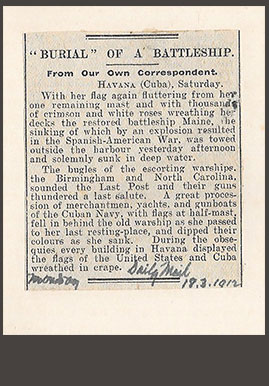 "BURIAL" OF A BATTLESHIP.
From Our Own Correspondent.
HAVANA (Cuba), Saturday.
With her flag again fluttering from her
one remaining mast and with thousands
of crimson and white roses wreathing her
decks the restored battleship Maine, the
sinking of which by an explosion resulted
in the Spanish-American War, was towed
outside the harbour yesterday afternoon
and solemnly sunk in deep water.
The bugles of the escorting warships,
the Birmingham and North Carolina,
sounded the Last Post and their guns
thundered a last salute. A great proces-
sion of merchantmen, yachts, and gunboats
of the Cuban Navy, with flags at half-mast,
fell in behind the old warship as she passed
to her last resting-place, and dipped their
colours as she sank. During the obse-
quies every building in Havana displayed
the flags of the United States and Cuba
wreathed in crape. Daily Mail
Monday 18.3.1912